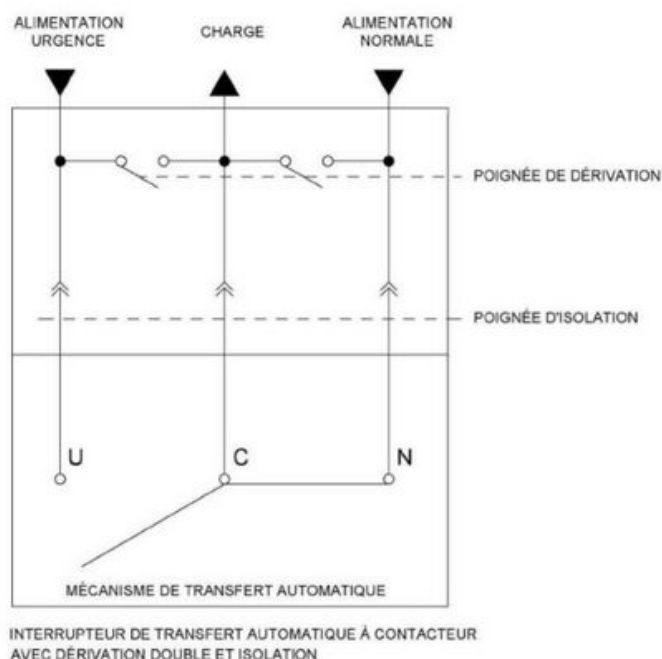 ALIMENTATION
URGENCE
CHARGE
ALIMENTATION
NORMALE
POIGNÉE DE DÉRIVATION
POIGNÉE D'ISOLATION
U
C
N
MÉCANISME DE TRANSFERT AUTOMATIQUE
INTERRUPTEUR DE TRANSFERT AUTOMATIQUE À CONTACTEUR
AVEC DÉRIVATION DOUBLE ET ISOLATION